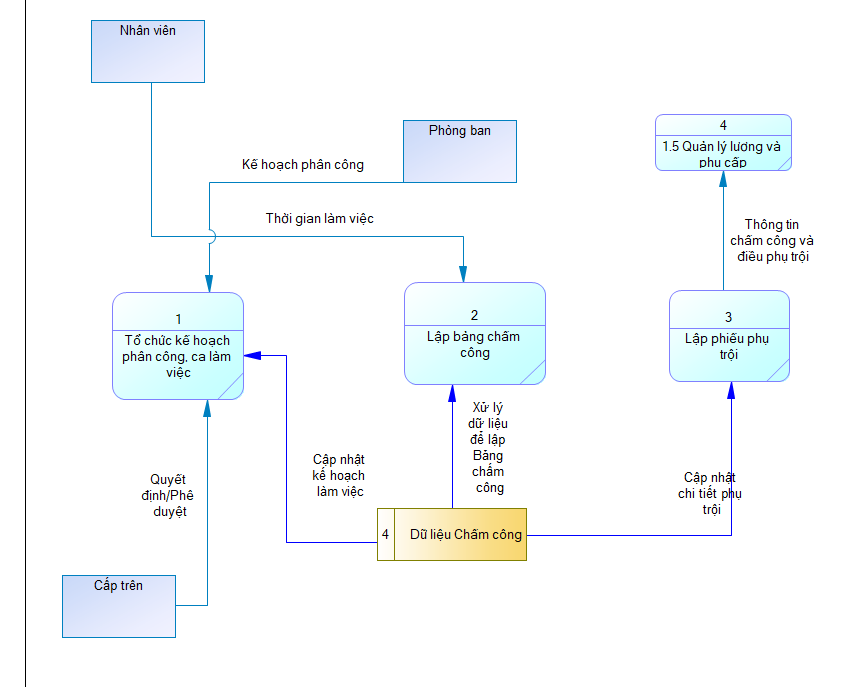 Nhân viên
Phòng ban
4
1.5 Quản lý lương và
phụ cấp
Kế hoạch phân công
Thời gian làm việc
Thông tin
chấm công và
điều phụ trội
1
Tổ chức kế hoạch
phân công, ca làm
việc
2
Lập bảng chấm
công
3
Lập phiếu phụ
trội
Xử lý
dữ liệu
để lập
Bảng
chấm
công
Cập nhật
kế hoạch
làm việc
Quyết
định/Phê
duyệt
Cập nhật
chi tiết phụ
trội
4
Dữ liệu Chấm công
Cấp trên